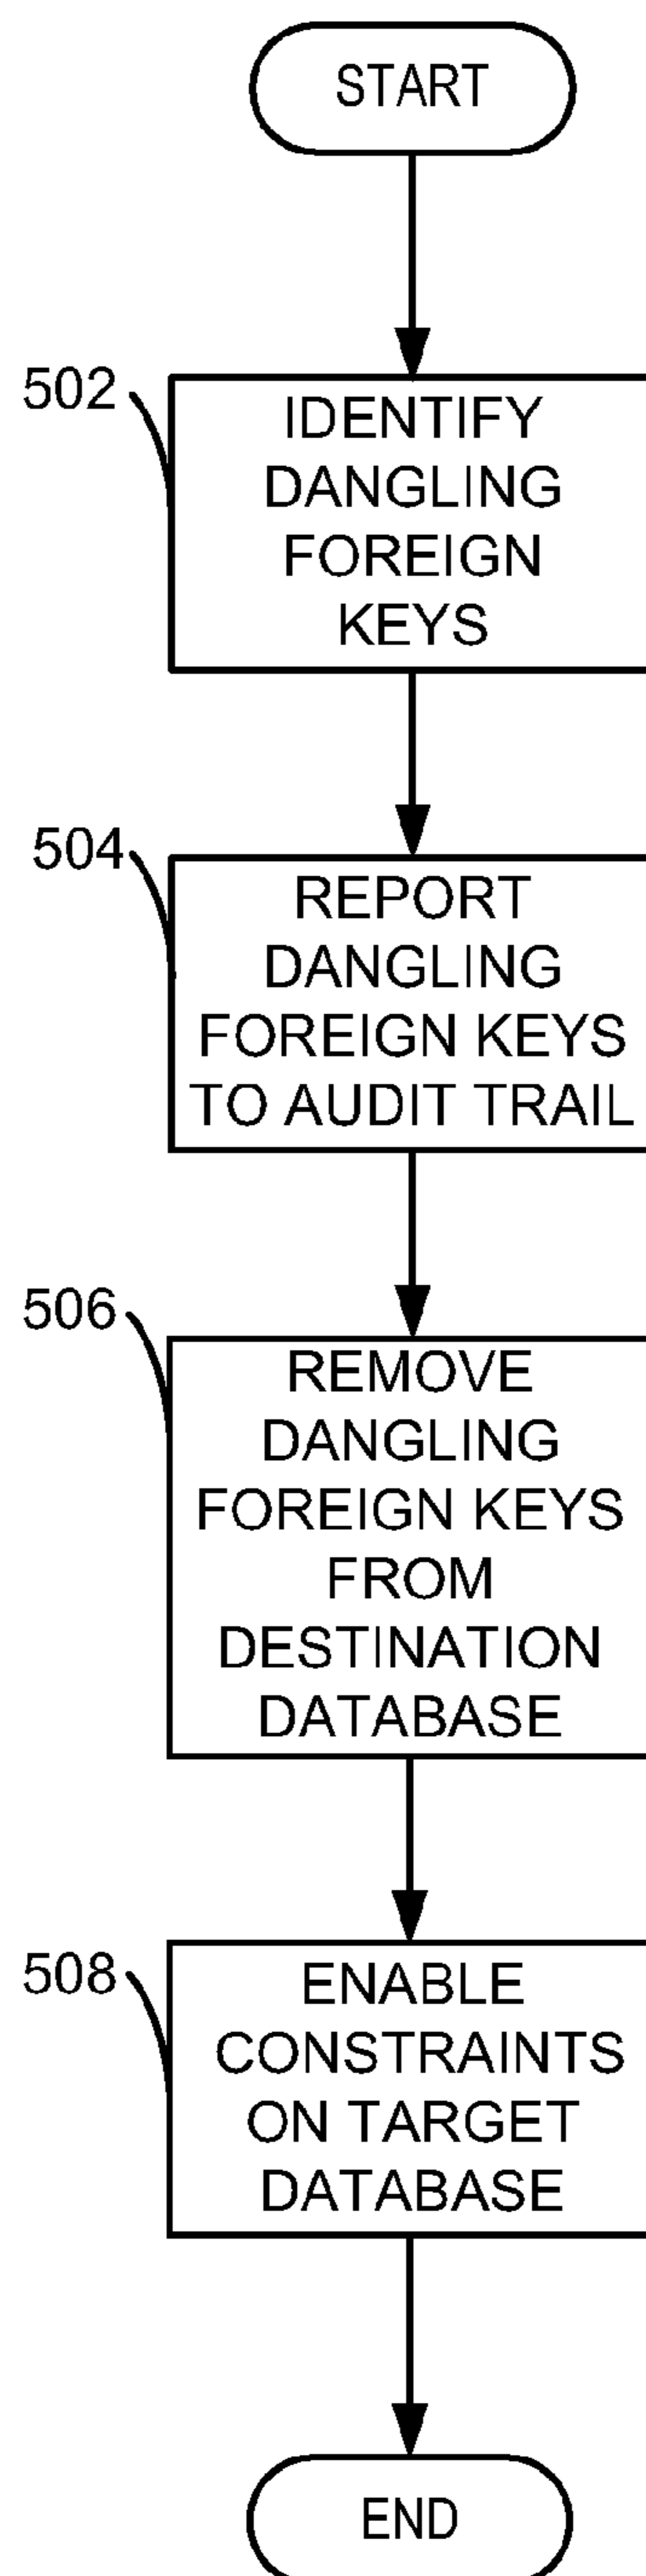 START
502
IDENTIFY
DANGLING
FOREIGN
KEYS
504
REPORT
DANGLING
FOREIGN KEYS
TO AUDIT TRAIL
506
REMOVE
DANGLING
FOREIGN KEYS
FROM
DESTINATION
DATABASE
508
ENABLE
CONSTRAINTS
ON TARGET
DATABASE
END